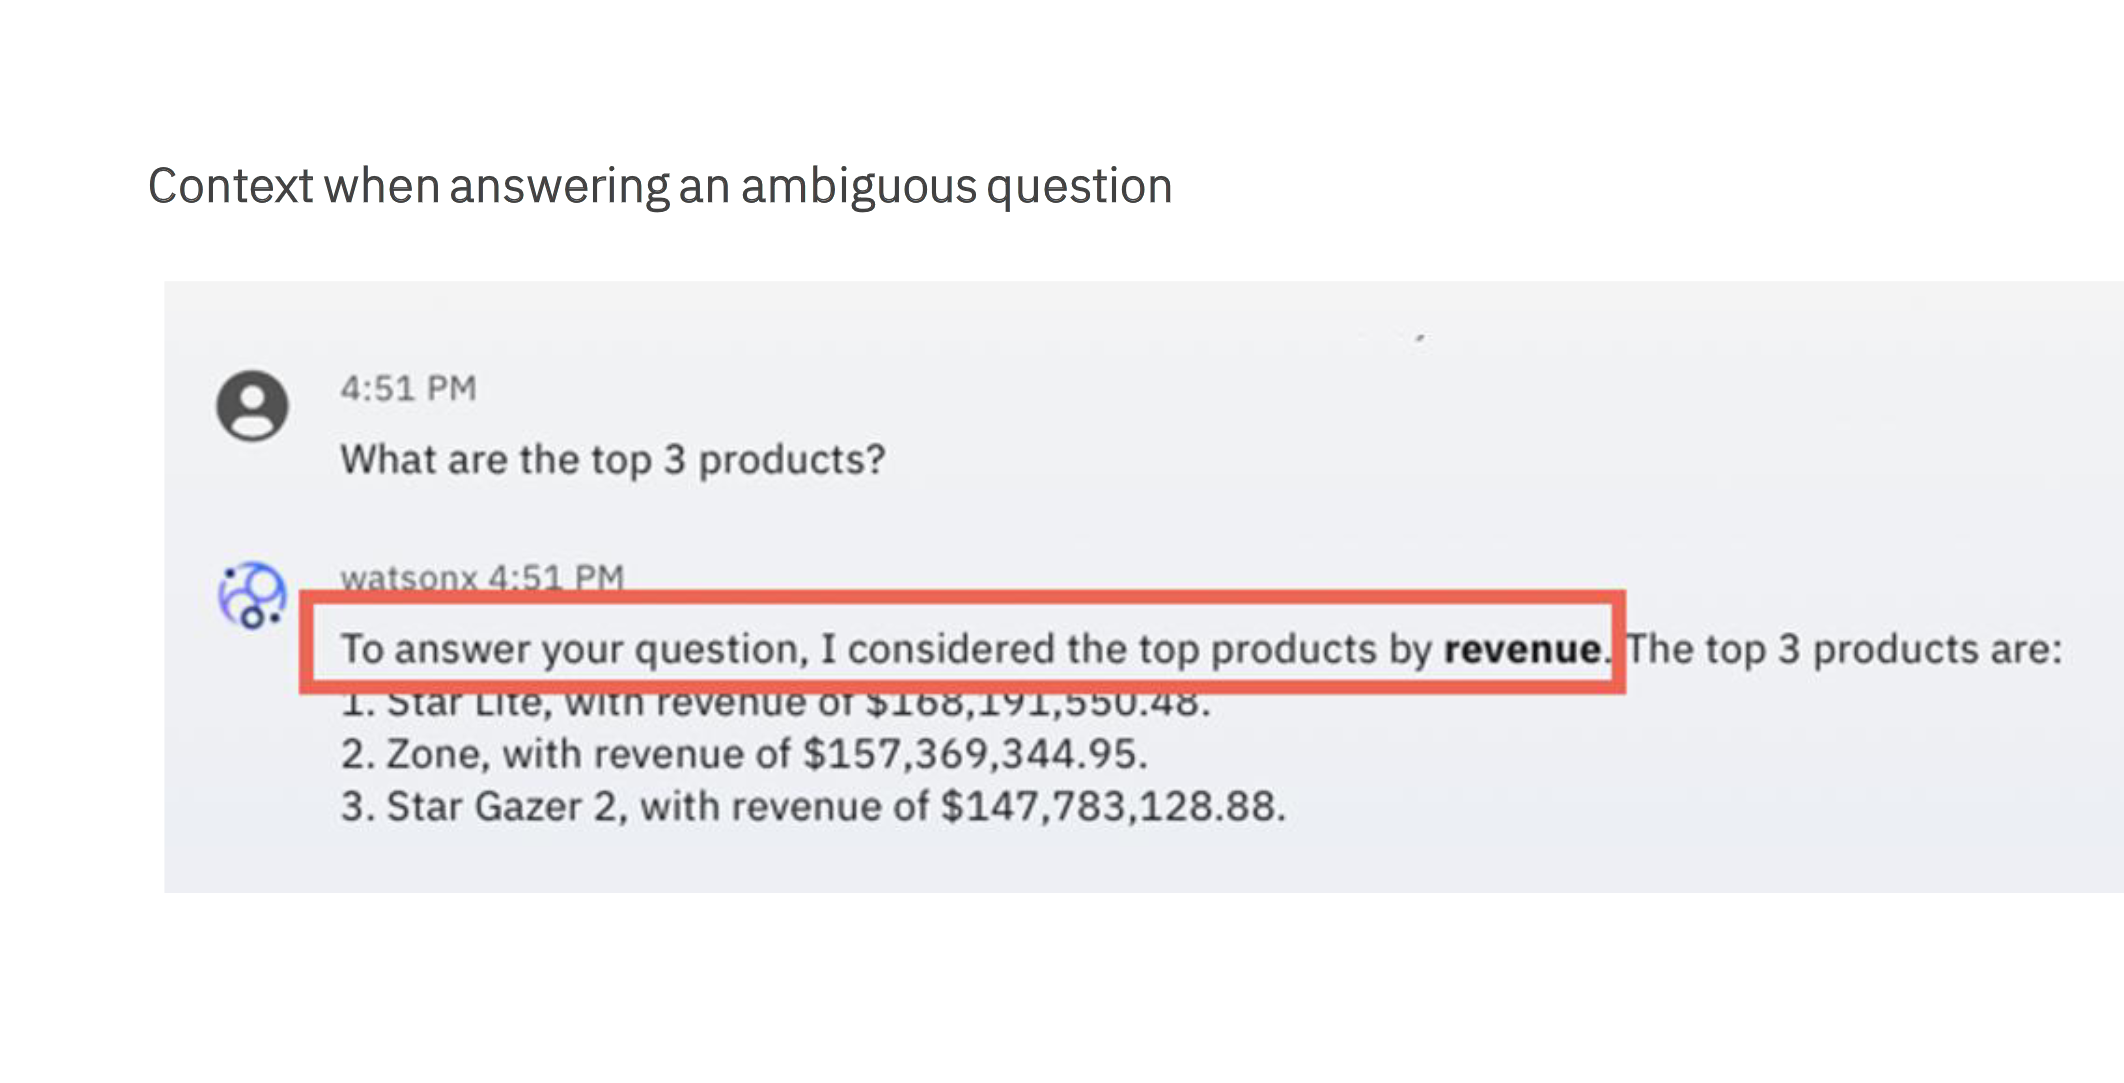 Context when answering an ambiguous question
4:51 PM
What are the top 3 products?
watsonx 4:51 PM
To answer your question, I considered the top products by revenue. The top 3 products are:
1. Star Lite, with revenue of $168,191,550.48.
2. Zone, with revenue of $157,369,344.95.
3. Star Gazer 2, with revenue of $147,783,128.88.